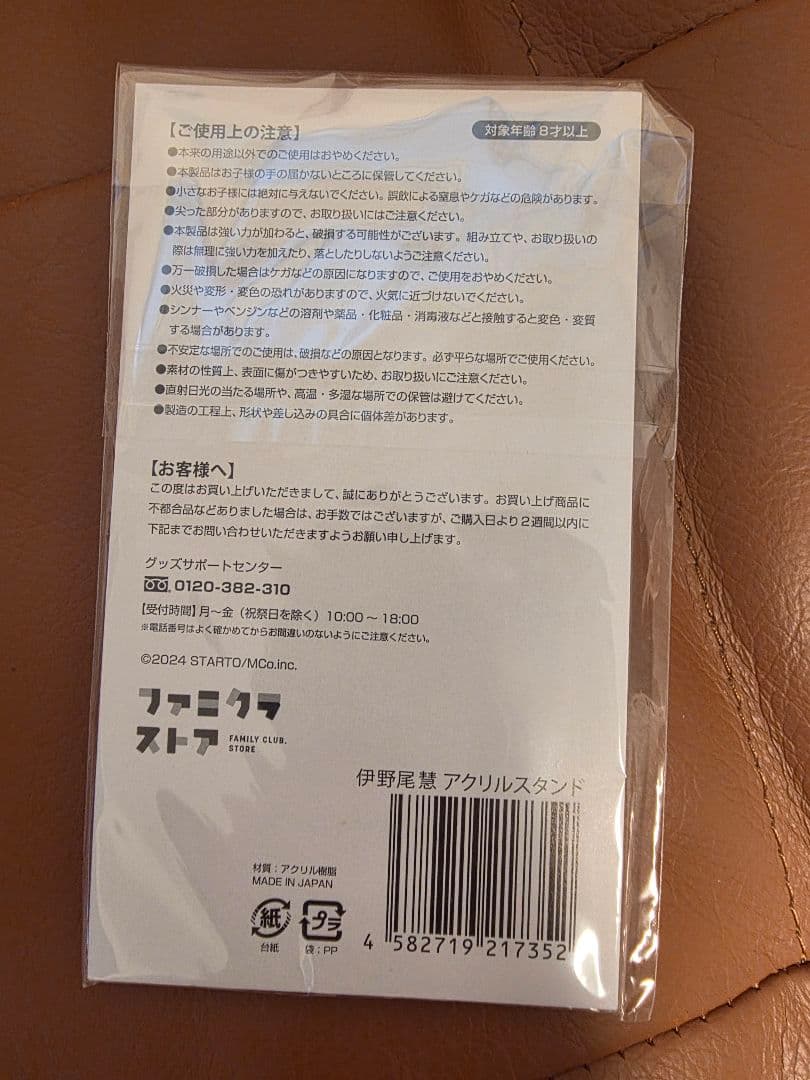 【ご使用上の注意】
対象年齢 8才以上
●本来の用途以外でのご使用はおやめください。
●本製品はお子様の手の届かないところに保管してください。
●小さなお子様には絶対に与えないでください。誤飲による窒息やケガなどの危険があります。
●尖った部分がありますので、お取り扱いにはご注意ください。
●本製品は強い力が加わると、破損する可能性がございます。組み立てや、お取り扱いの
際は無理に強い力を加えたり、落としたりしないようご注意ください。
●万一破損した場合はケガなどの原因になりますので、ご使用をおやめください。
●火災や変形・変色の恐れがありますので、火気に近づけないでください。
●シンナーやベンジンなどの溶剤や薬品・化粧品・消毒液などと接触すると変色・変質
する場合があります。
●不安定な場所でのご使用は、破損などの原因となります。必ず平らな場所でご使用ください。
●素材の性質上、表面に傷がつきやすいため、お取り扱いにご注意ください。
●直射日光の当たる場所や、高温・多湿な場所での保管は避けてください。
●製造の工程上、形状や差し込みの具合に個体差があります。
【お客様へ】
この度はお買い上げいただきまして、誠にありがとうございます。お買い上げ商品に
不都合品などありました場合は、お手数ではございますが、ご購入日より2週間以内に
下記までお問い合わせいただきますようお願い申し上げます。
グッズサポートセンター
0120-382-310
【受付時間】月〜金（祝祭日を除く）10:00〜18:00
※電話番号はよく確かめてからお間違いのないようにご注意ください。
©2024 STARTO/MCo.inc.
ファミクラ
ストア
FAMILY CLUB.
STORE
伊野尾慧 アクリルスタンド
材質：アクリル樹脂
MADE IN JAPAN
紙
プラ
台紙
袋：PP
4 582719 217352